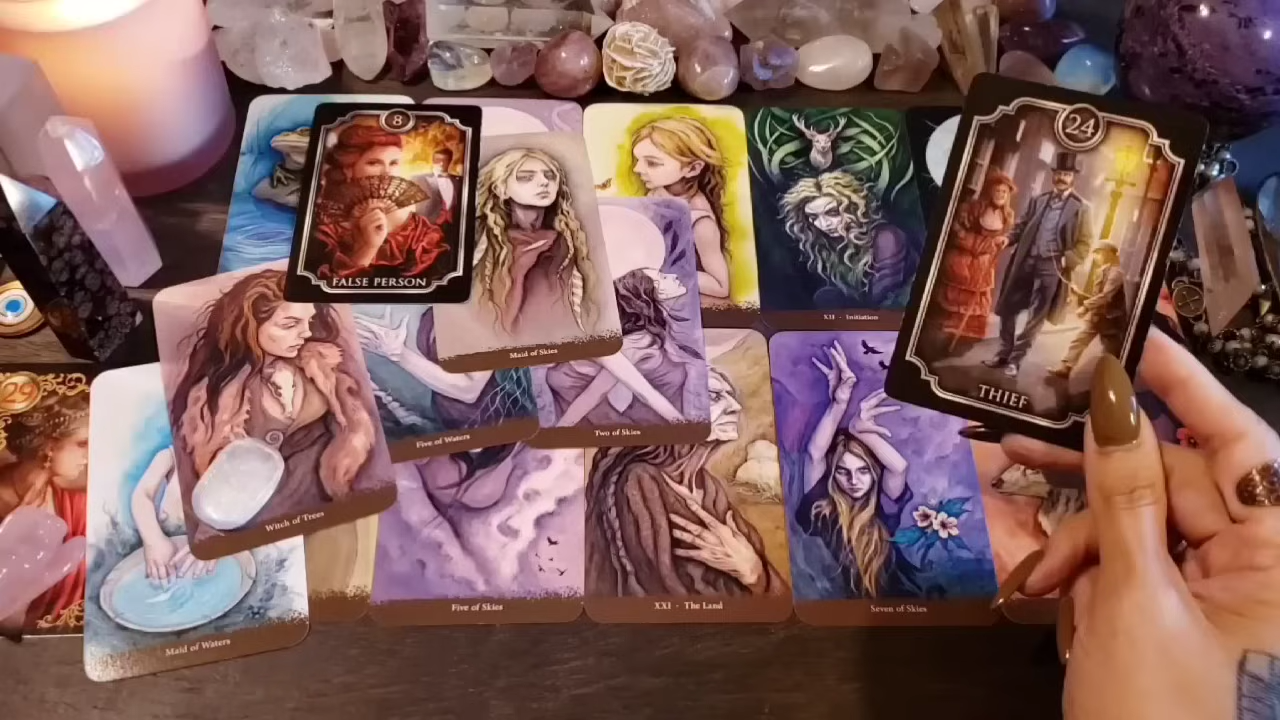 8
FALSE PERSON
24
THIEF
Maid of Skies
XII - Initiation
Two of Skies
Five of Waters
29
Witch of Trees
Five of Skies
XXI - The Land
Seven of Skies
Maid of Waters